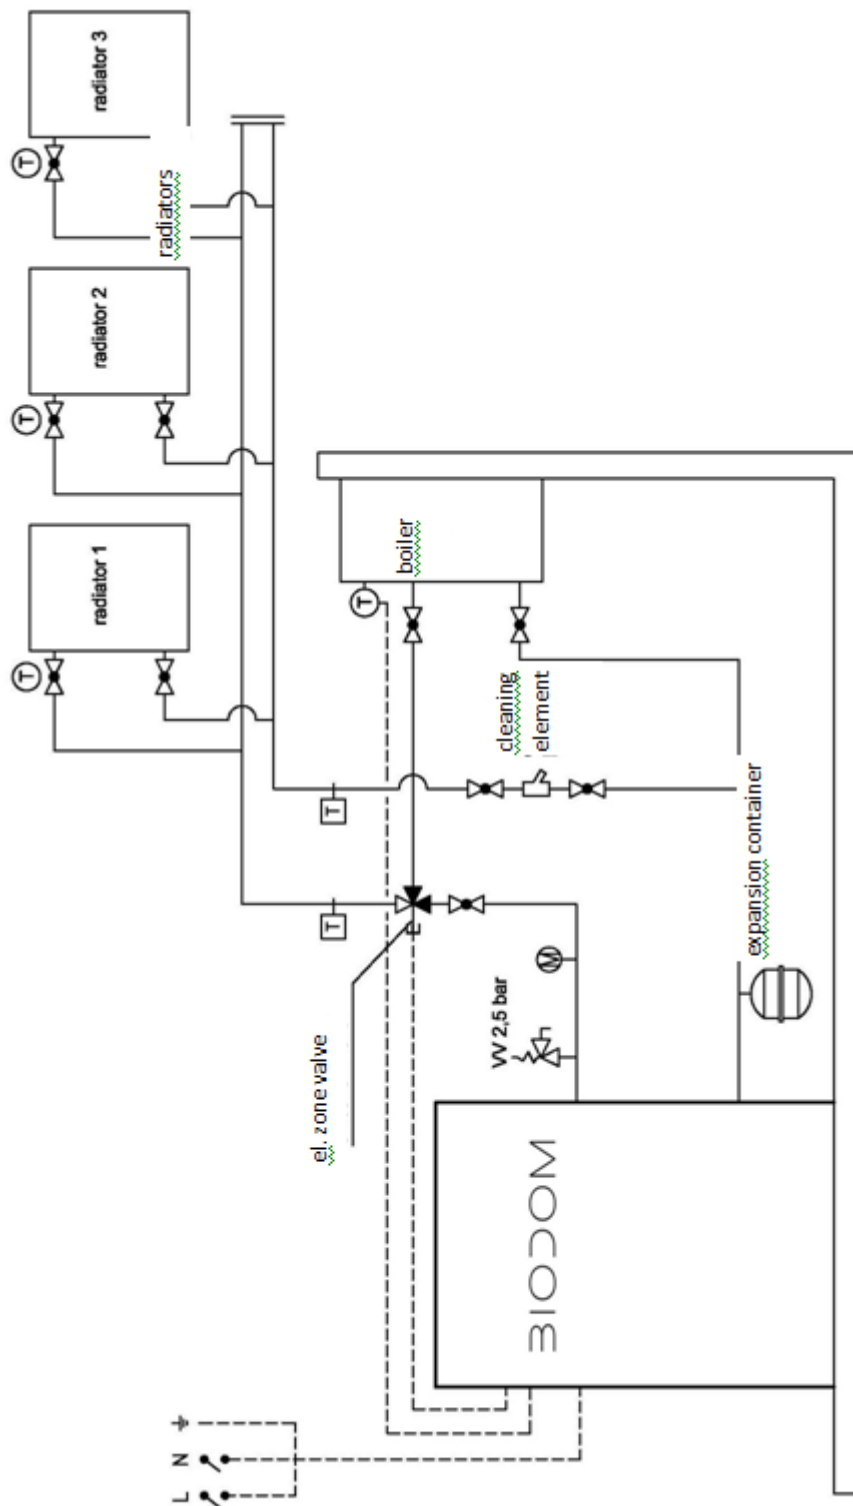 radiator 1
radiator 2
radiator 3
radiators
T
T
T
boiler
T
cleaning
element
T
T
el. zone valve
M
VV 2,5 bar
expansion container
BIODOM
L N